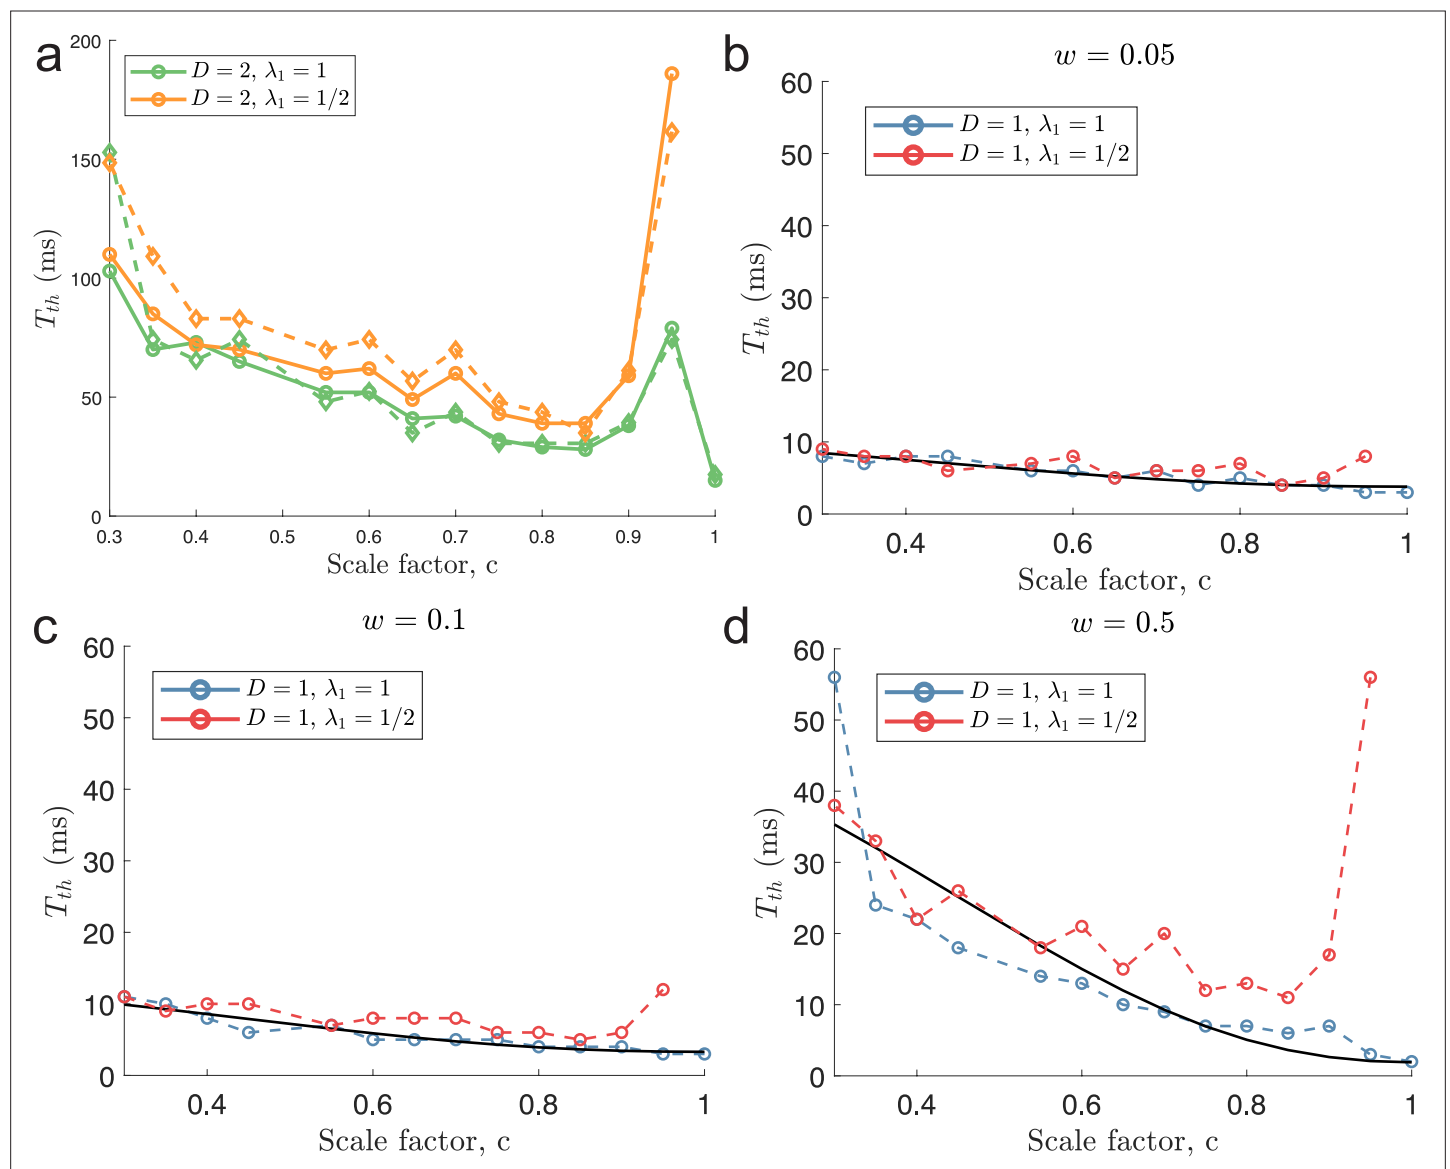 a
200
150
100
50
0
T_th (ms)
D = 2, λ₁ = 1
D = 2, λ₁ = 1/2
0.3 0.4 0.5 0.6 0.7 0.8 0.9 1
Scale factor, c
b
w = 0.05
60
50
40
30
20
10
0
T_th (ms)
D = 1, λ₁ = 1
D = 1, λ₁ = 1/2
0.4 0.6 0.8 1
Scale factor, c
c
w = 0.1
60
50
40
30
20
10
0
T_th (ms)
D = 1, λ₁ = 1
D = 1, λ₁ = 1/2
0.4 0.6 0.8 1
Scale factor, c
d
w = 0.5
60
50
40
30
20
10
0
T_th (ms)
D = 1, λ₁ = 1
D = 1, λ₁ = 1/2
0.4 0.6 0.8 1
Scale factor, c